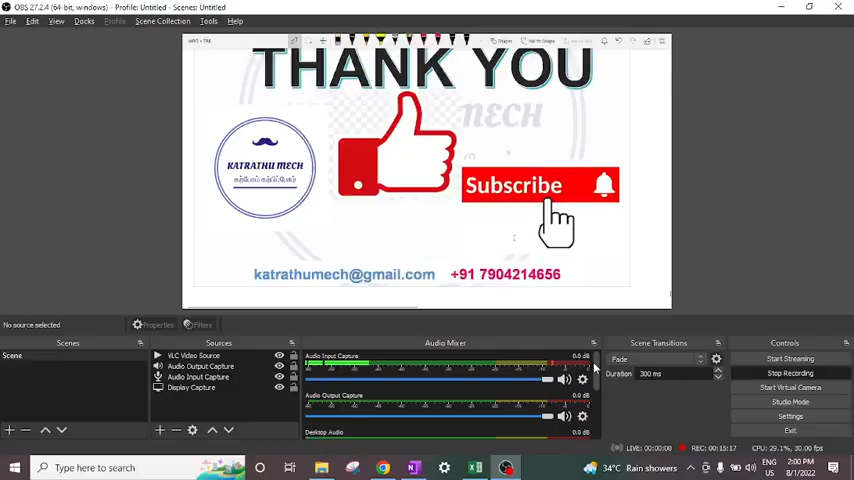 OBS 27.2.4 (64-bit, windows) - Profile: Untitled - Scenes: Untitled
File Edit View Docks Profile Scene Collection Tools Help
THANK YOU
MECH
KATRATHU MECH
கற்போம் கற்பிப்போம்
Subscribe
katrathumech@gmail.com +91 7904214656
No source selected Properties Filters
Scenes Sources Audio Mixer Scene Transitions Controls
Scene
VLC Video Source
Audio Output Capture
Audio Input Capture
Display Capture
Audio Input Capture 0.0 dB
Audio Output Capture 0.0 dB
Desktop Audio 0.0 dB
Fade
Duration 300 ms
Start Streaming
Stop Recording
Start Virtual Camera
Studio Mode
Settings
Exit
LIVE: 00:00:00 REC: 00:15:17 CPU: 29.1%, 30.00 fps
Type here to search
34°C Rain showers
ENG
US
2:00 PM
8/1/2022